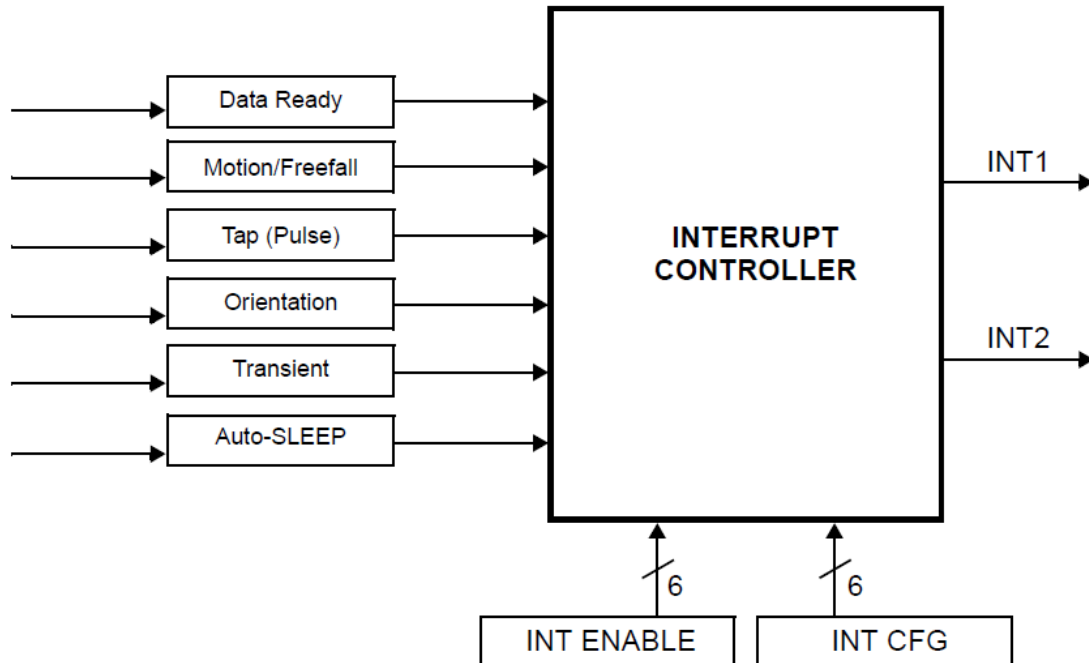 Data Ready
Motion/Freefall
Tap (Pulse)
Orientation
Transient
Auto-SLEEP
INTERRUPT
CONTROLLER
INT1
INT2
6
6
INT ENABLE
INT CFG